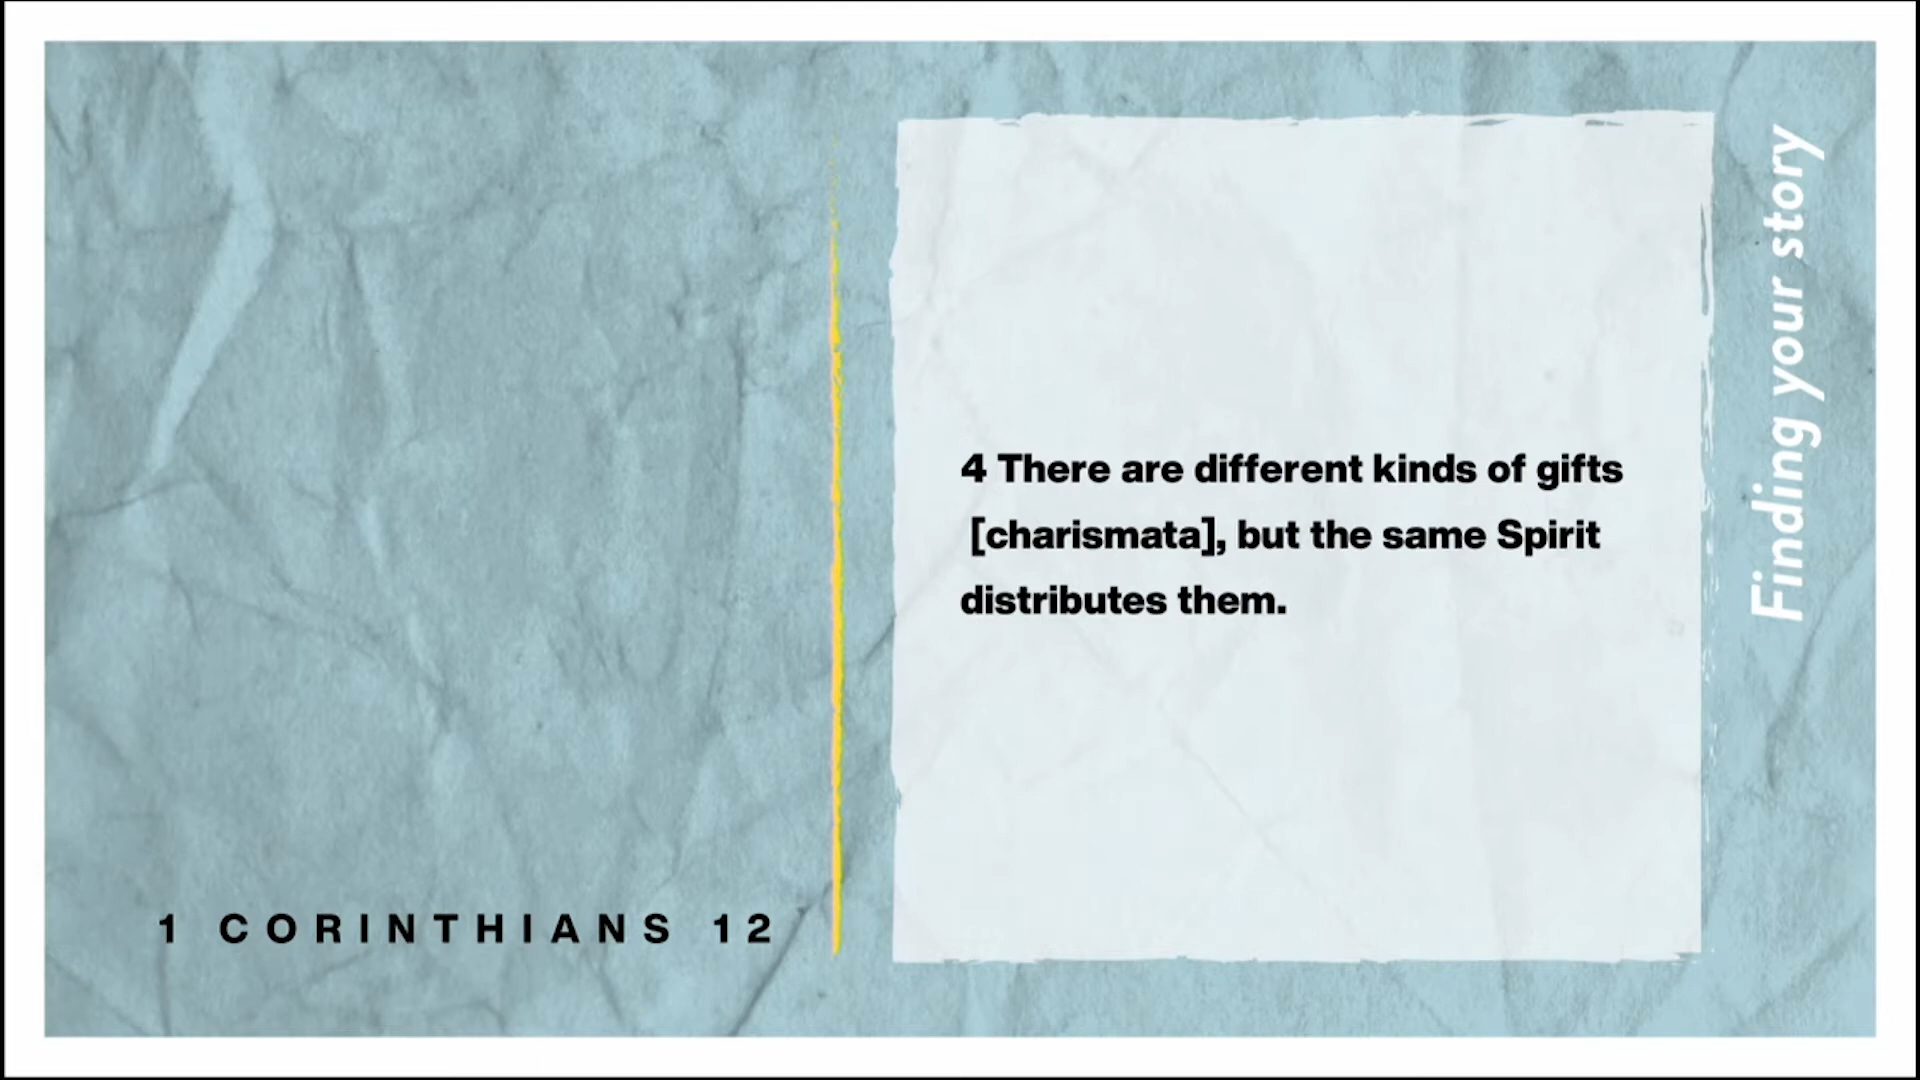 4 There are different kinds of gifts
[charismata], but the same Spirit
distributes them.
1 CORINTHIANS 12
Finding your story